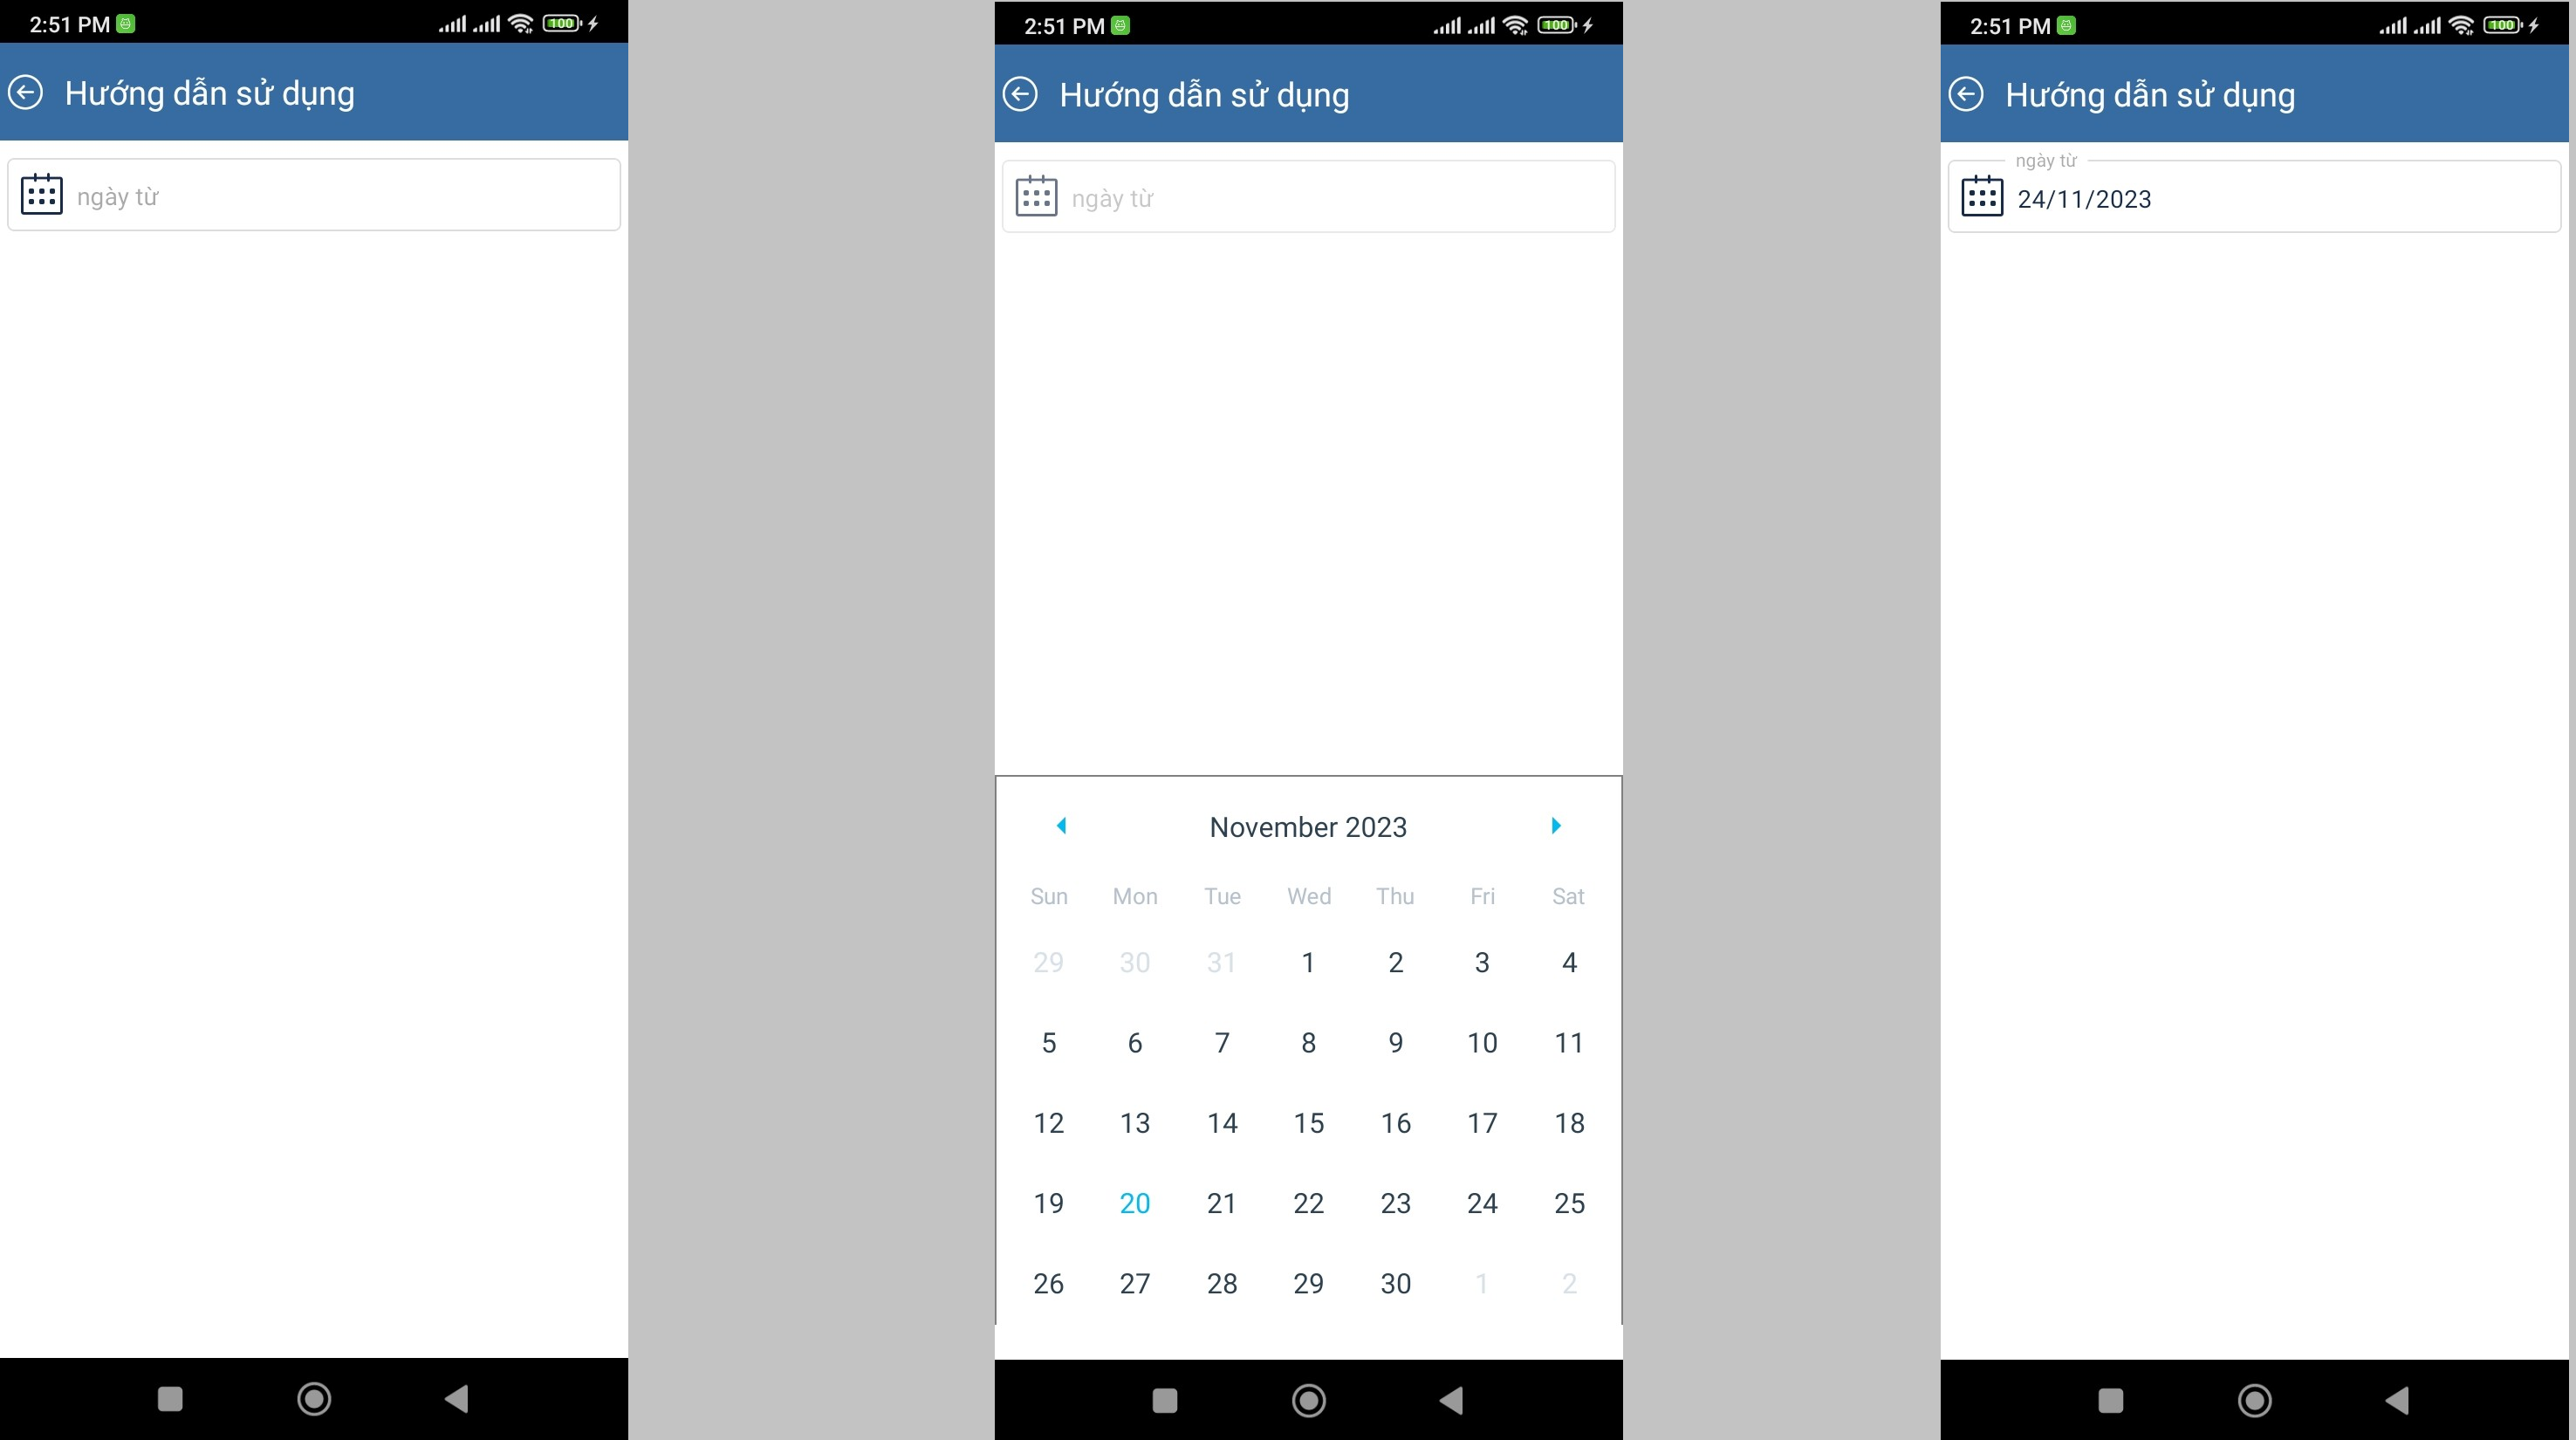 2:51 PM
100
Hướng dẫn sử dụng
ngày từ
2:51 PM
100
Hướng dẫn sử dụng
ngày từ
November 2023
Sun Mon Tue Wed Thu Fri Sat
29 30 31 1 2 3 4
5 6 7 8 9 10 11
12 13 14 15 16 17 18
19 20 21 22 23 24 25
26 27 28 29 30 1 2
2:51 PM
100
Hướng dẫn sử dụng
ngày từ
24/11/2023